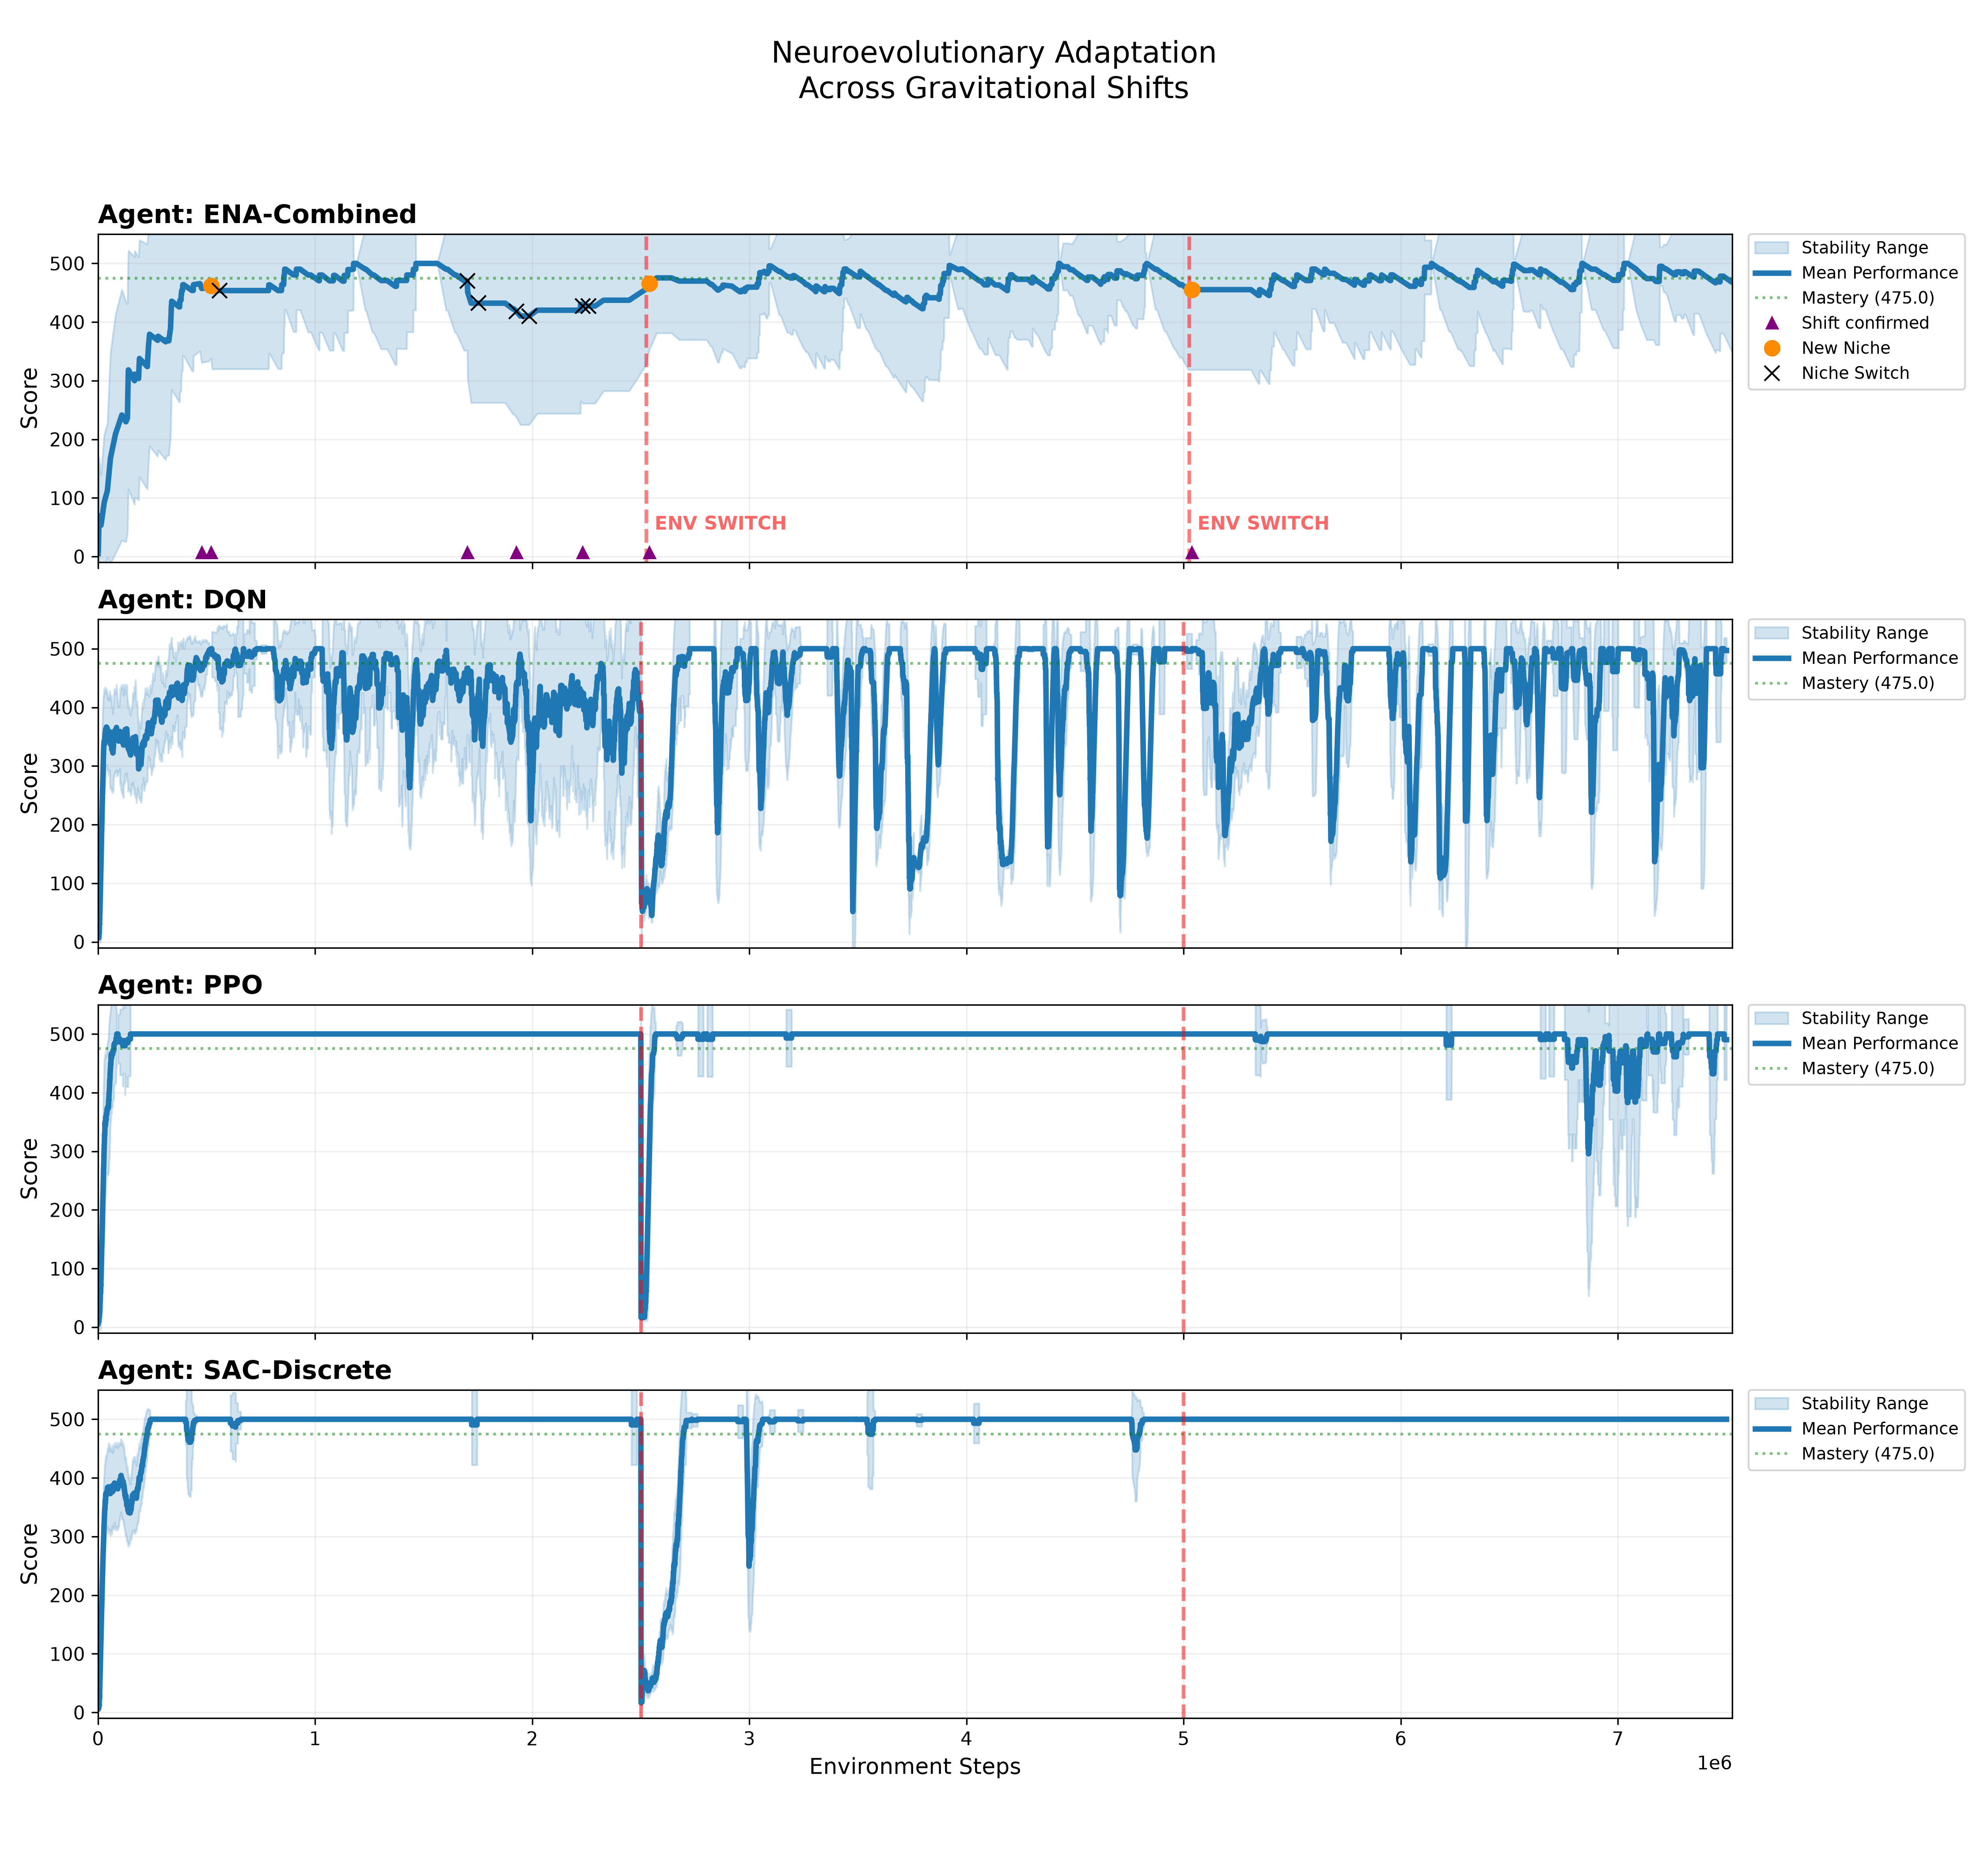 Neuroevolutionary Adaptation
Across Gravitational Shifts
Agent: ENA-Combined
Score
500
400
300
200
100
0
ENV SWITCH
ENV SWITCH
Stability Range
Mean Performance
Mastery (475.0)
Shift confirmed
New Niche
Niche Switch
Agent: DQN
Score
500
400
300
200
100
0
Stability Range
Mean Performance
Mastery (475.0)
Agent: PPO
Score
500
400
300
200
100
0
Stability Range
Mean Performance
Mastery (475.0)
Agent: SAC-Discrete
Score
500
400
300
200
100
0
Stability Range
Mean Performance
Mastery (475.0)
0 1 2 3 4 5 6 7
1e6
Environment Steps